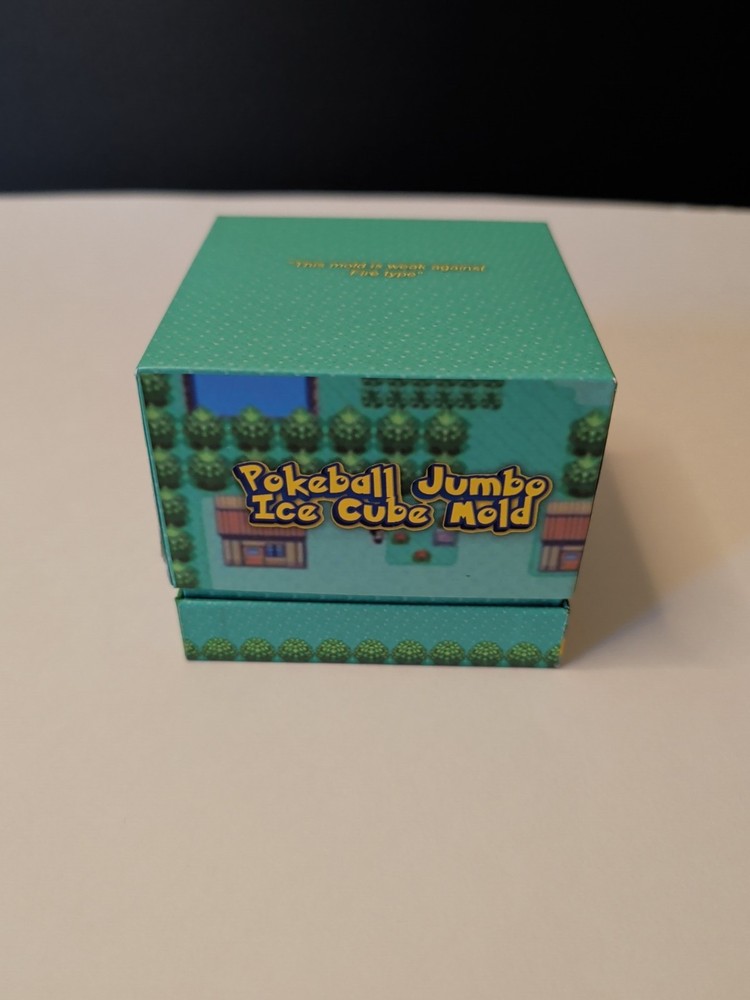 "This mold is weak against
Fire type"
Pokeball Jumbo
Ice Cube Mold